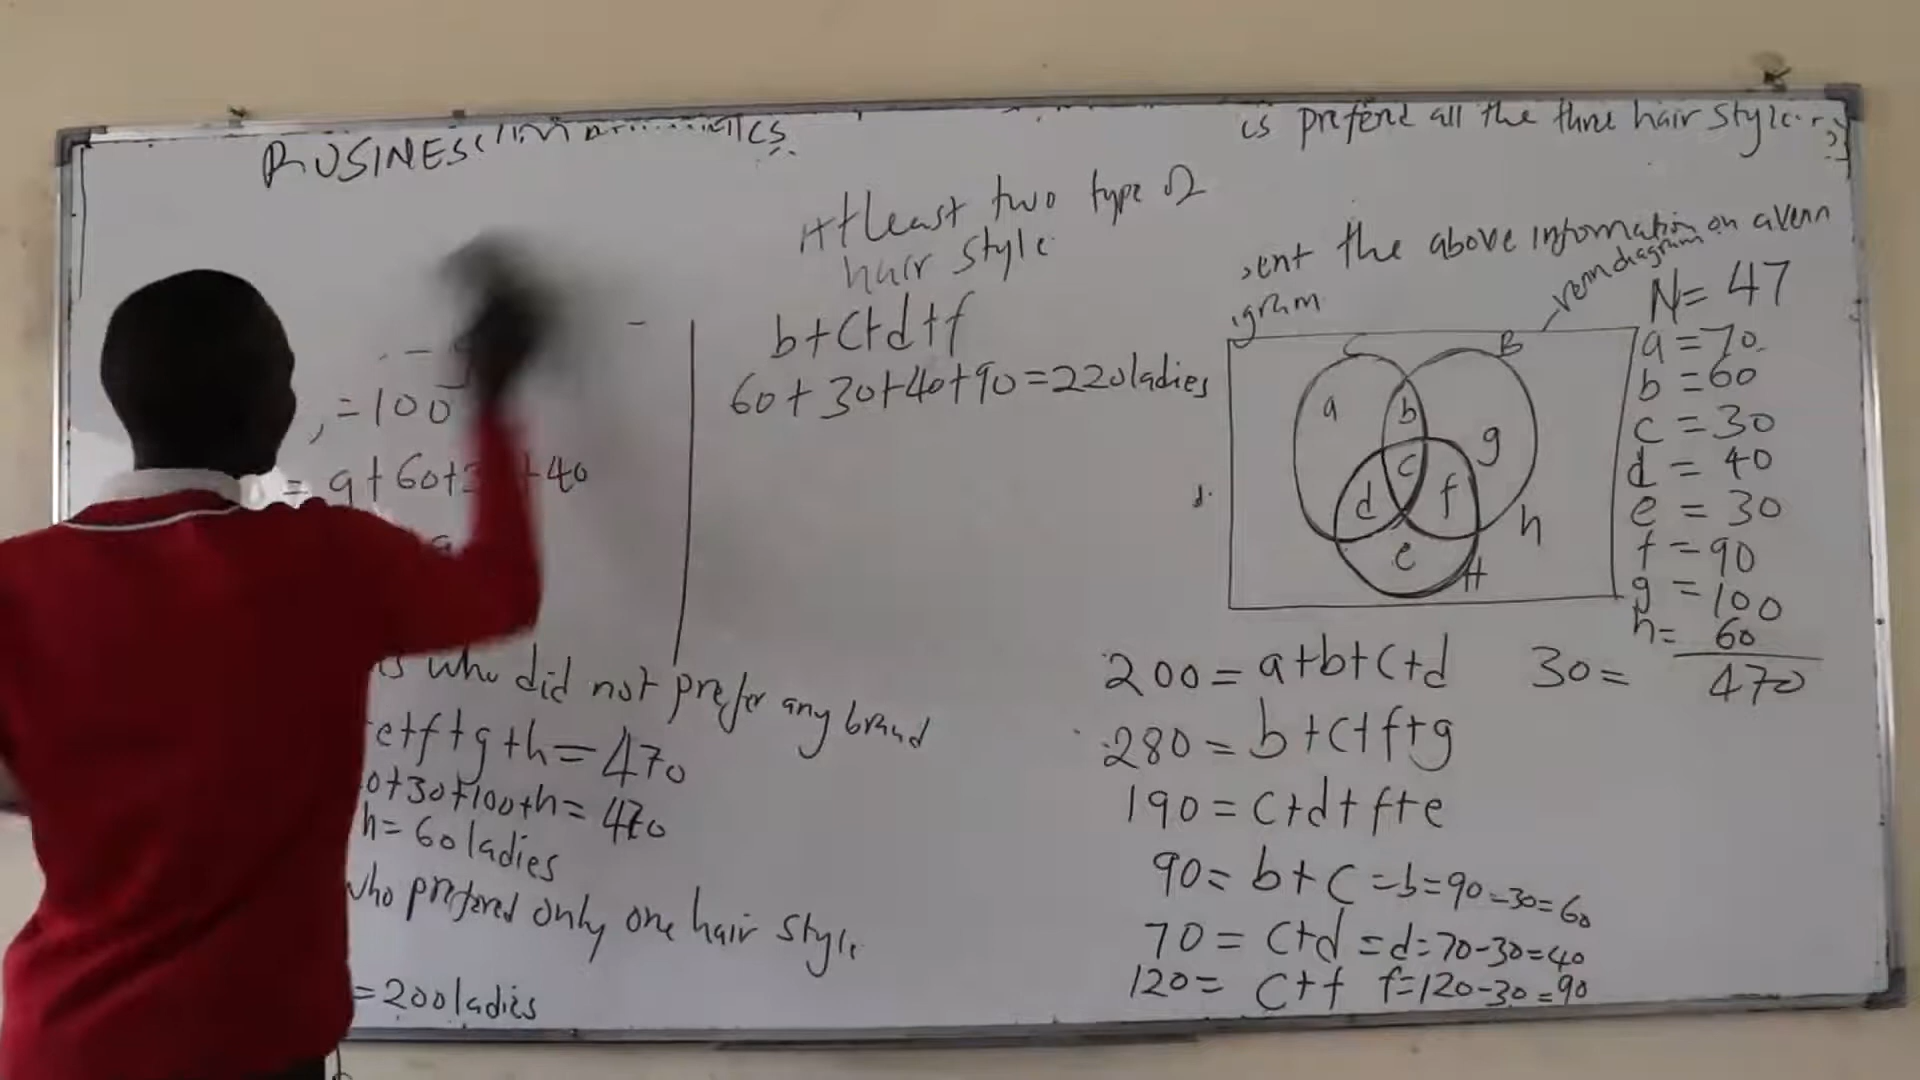 BUSINES
is preferd all the three hair style
Atleast two type of
hair style
sent the above information on a venn
gram
venn diagram
N= 47
b+c+d+f
60+30+40+90=220ladies
=100
= a+60+3 +40
C
B
a
b
c
g
d
f
e
h
H
a=70
b=60
c=30
d=40
e=30
f=90
g=100
h=60
470
who did not prefer any brand
e+f+g+h=470
0+30+100+h=470
h=60ladies
who prefered only one hair style
=200ladies
200=a+b+c+d
30=
280=b+c+f+g
190=c+d+f+e
90=b+c=b=90-30=60
70=c+d=d=70-30=40
120= c+f f=120-30=90